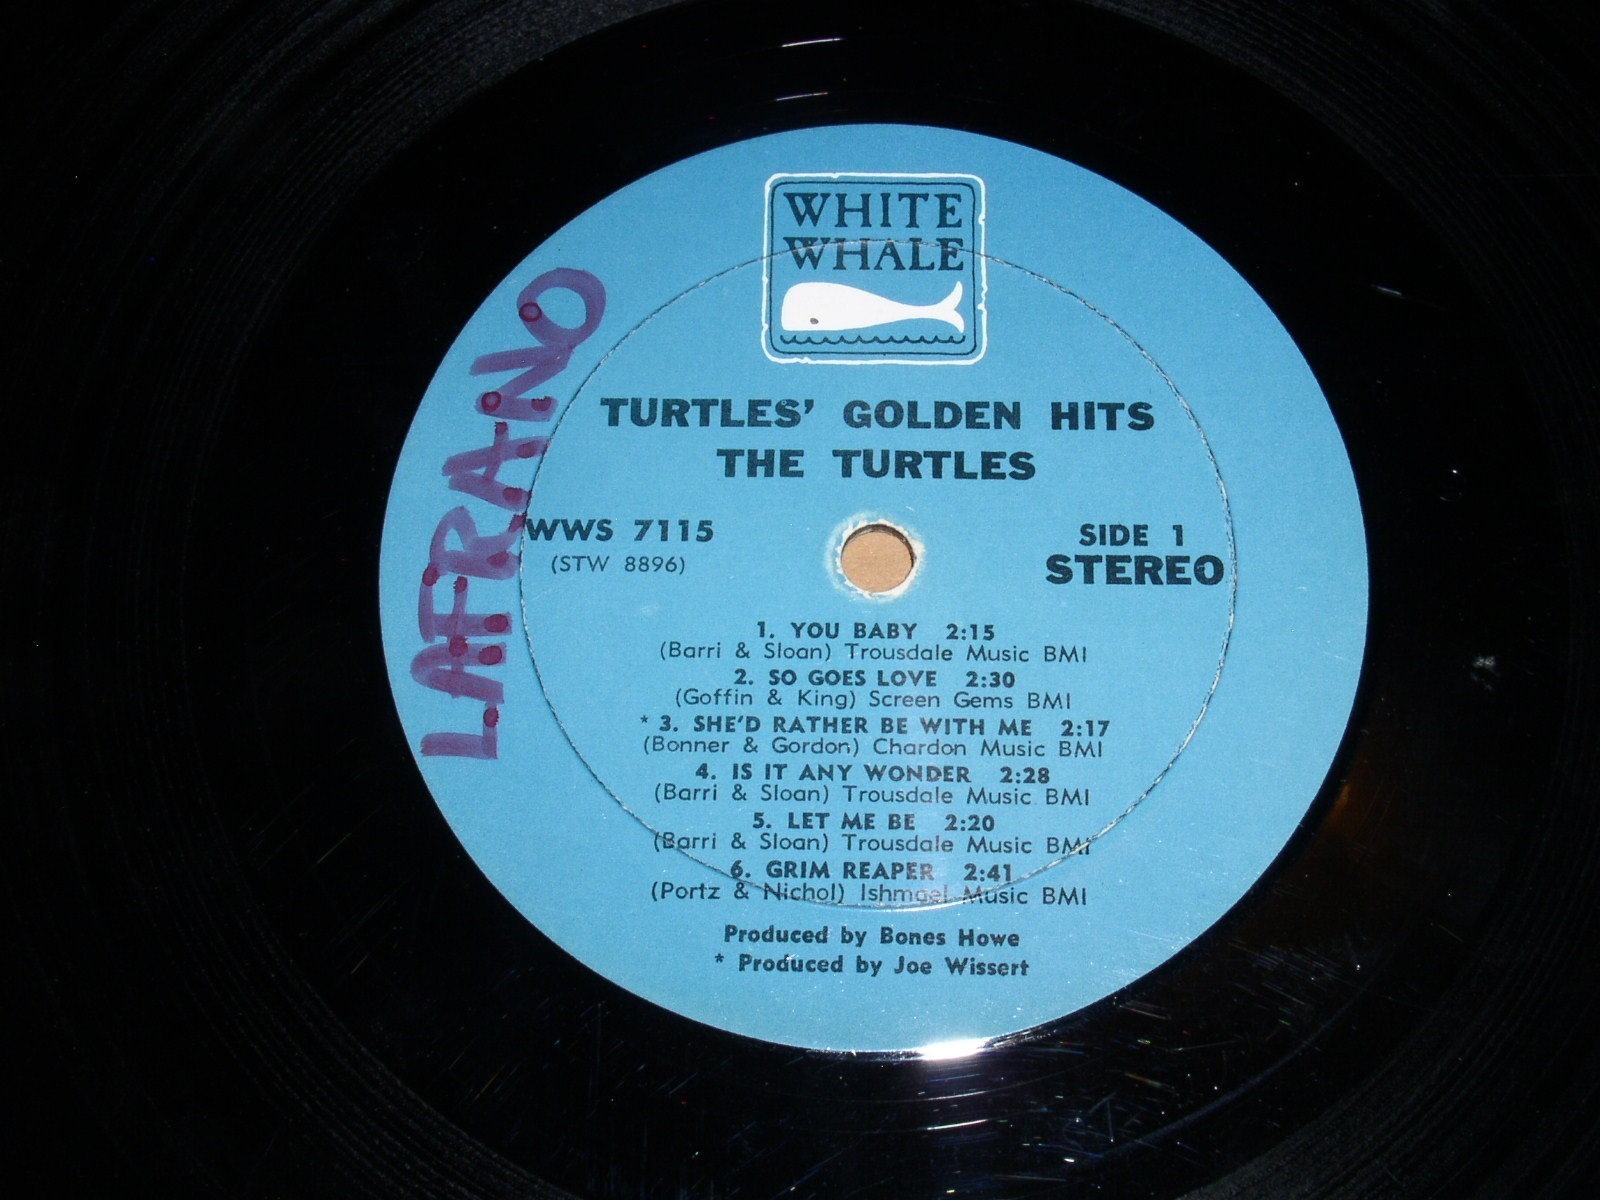 WHITE
WHALE
TURTLES' GOLDEN HITS
THE TURTLES
WWS 7115
(STW 8896)
SIDE 1
STEREO
1. YOU BABY 2:15
(Barri & Sloan) Trousdale Music BMI
2. SO GOES LOVE 2:30
(Goffin & King) Screen Gems BMI
* 3. SHE'D RATHER BE WITH ME 2:17
(Bonner & Gordon) Chardon Music BMI
4. IS IT ANY WONDER 2:28
(Barri & Sloan) Trousdale Music BMI
5. LET ME BE 2:20
(Barri & Sloan) Trousdale Music BMI
6. GRIM REAPER 2:41
(Portz & Nichol) Ishmael Music BMI
Produced by Bones Howe
* Produced by Joe Wissert
LAFRANO